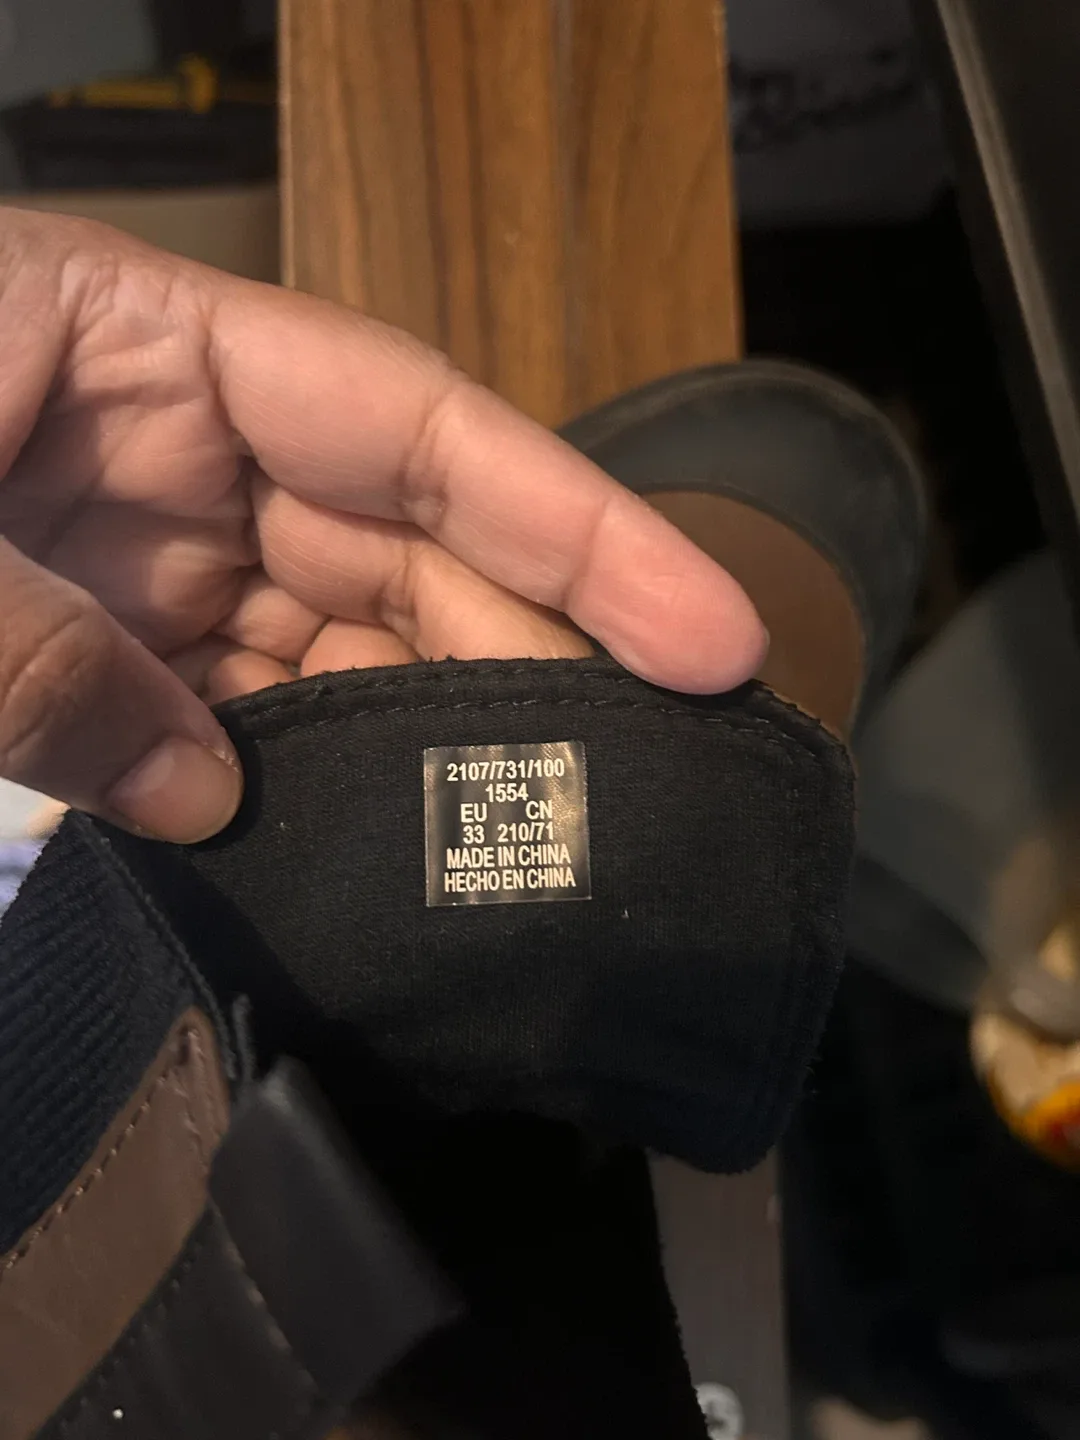 2107/731/100
1554
EU CN
33 210/71
MADE IN CHINA
HECHO EN CHINA